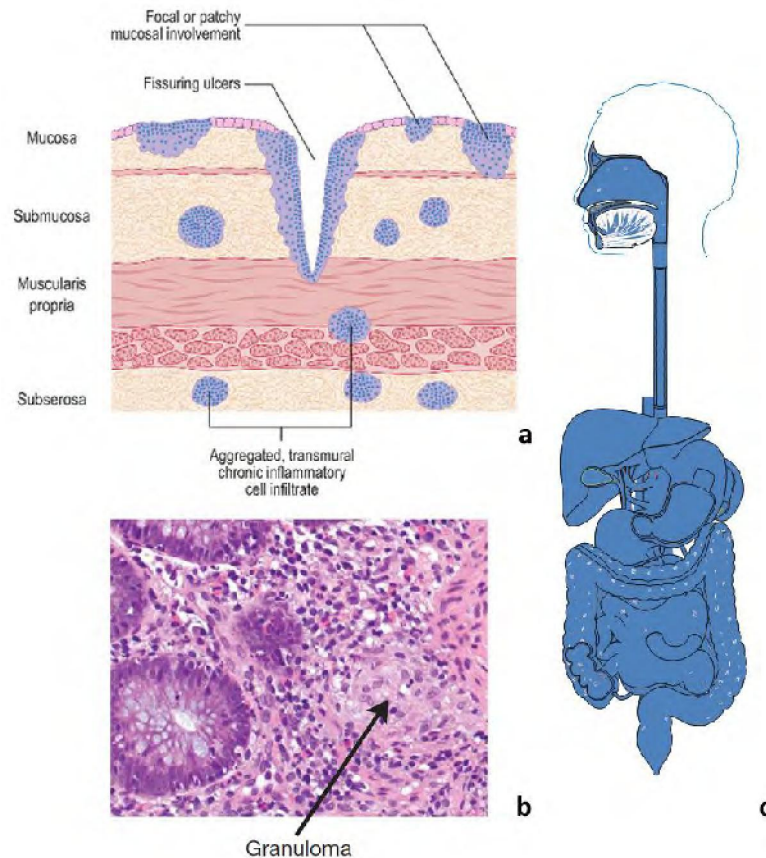 Focal or patchy
mucosal involvement
Fissuring ulcers
Mucosa
Submucosa
Muscularis
propria
Subserosa
Aggregated, transmural
chronic inflammatory
cell infiltrate
a
b
Granuloma